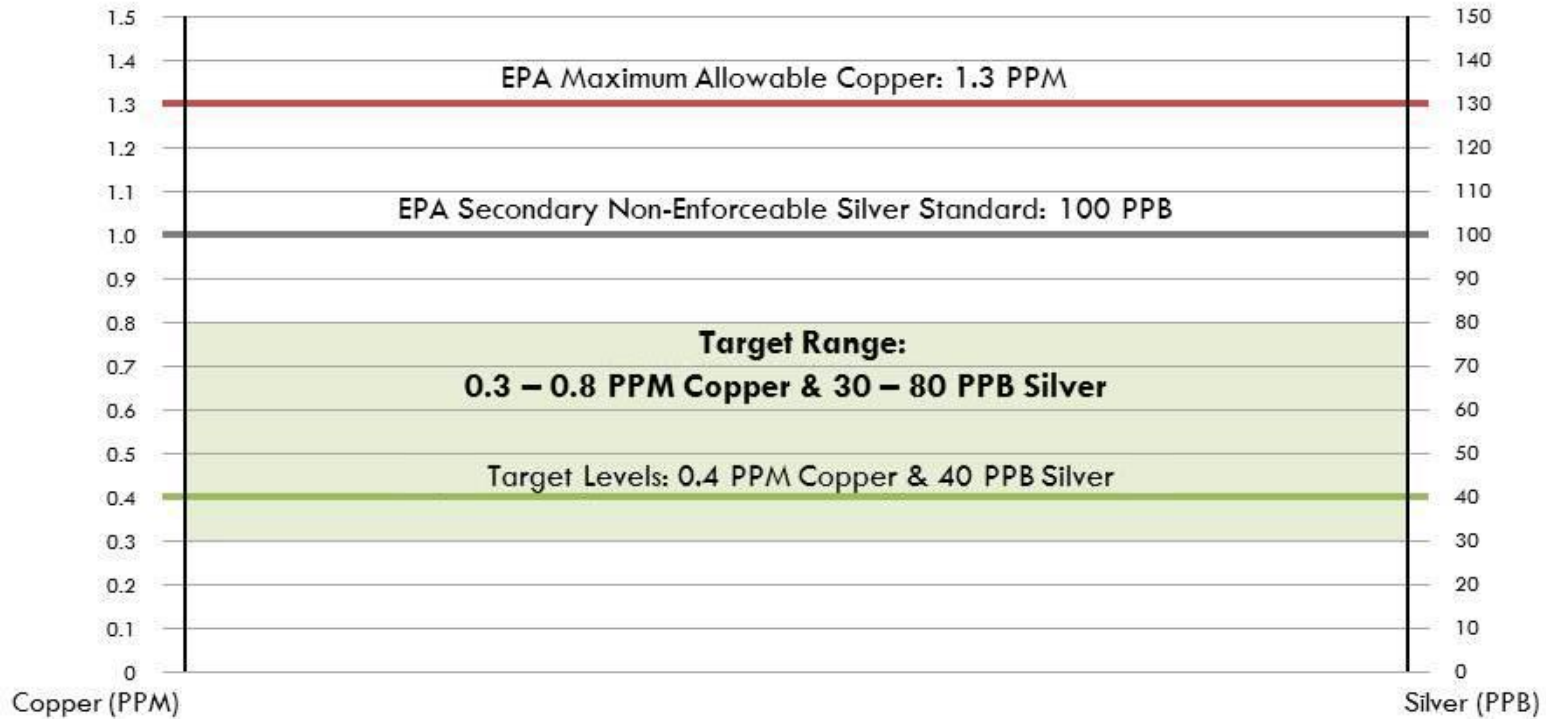 1.5 150
1.4 140
EPA Maximum Allowable Copper: 1.3 PPM
1.3 130
1.2 120
1.1 110
EPA Secondary Non-Enforceable Silver Standard: 100 PPB
1.0 100
0.9 90
0.8 80
Target Range:
0.7 70
0.3 – 0.8 PPM Copper & 30 – 80 PPB Silver
0.6 60
0.5 50
Target Levels: 0.4 PPM Copper & 40 PPB Silver
0.4 40
0.3 30
0.2 20
0.1 10
0 0
Copper (PPM) Silver (PPB)